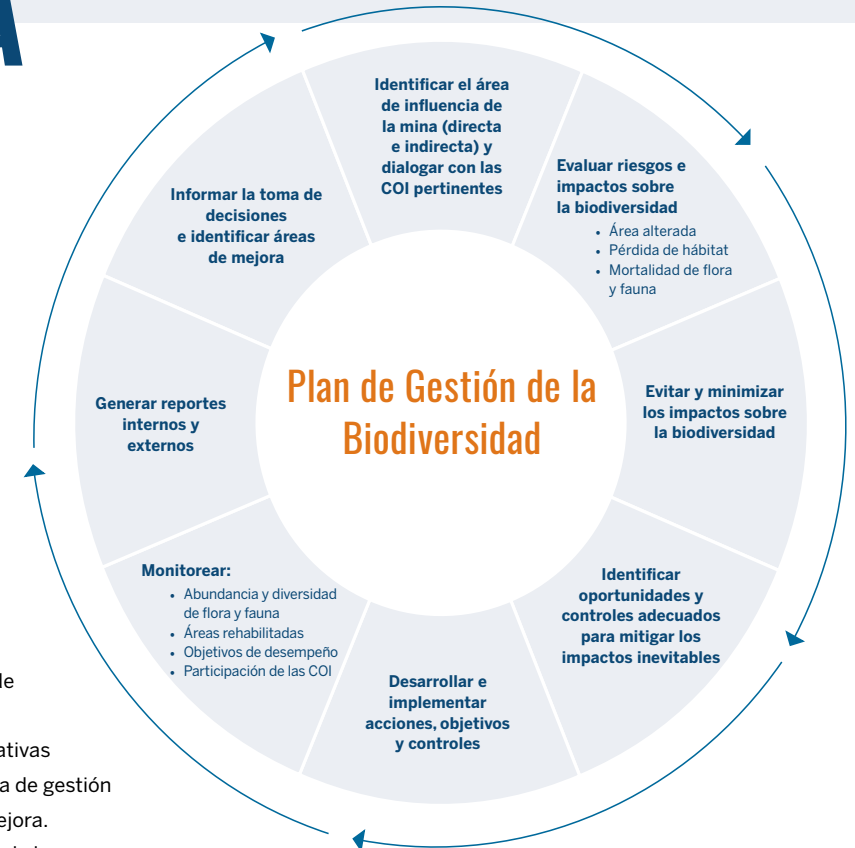 A
Identificar el área
de influencia de
la mina (directa
e indirecta) y
dialogar con las
COI pertinentes
Evaluar riesgos e
impactos sobre
la biodiversidad
• Área alterada
• Pérdida de hábitat
• Mortalidad de flora
y fauna
Evitar y minimizar
los impactos sobre
la biodiversidad
Identificar
oportunidades y
controles adecuados
para mitigar los
impactos inevitables
Desarrollar e
implementar
acciones, objetivos
y controles
Monitorear:
• Abundancia y diversidad
de flora y fauna
• Áreas rehabilitadas
• Objetivos de desempeño
• Participación de las COI
Generar reportes
internos y
externos
Informar la toma de
decisiones
e identificar áreas
de mejora
Plan de Gestión de la
Biodiversidad
le
ativas
a de gestión
ejora.